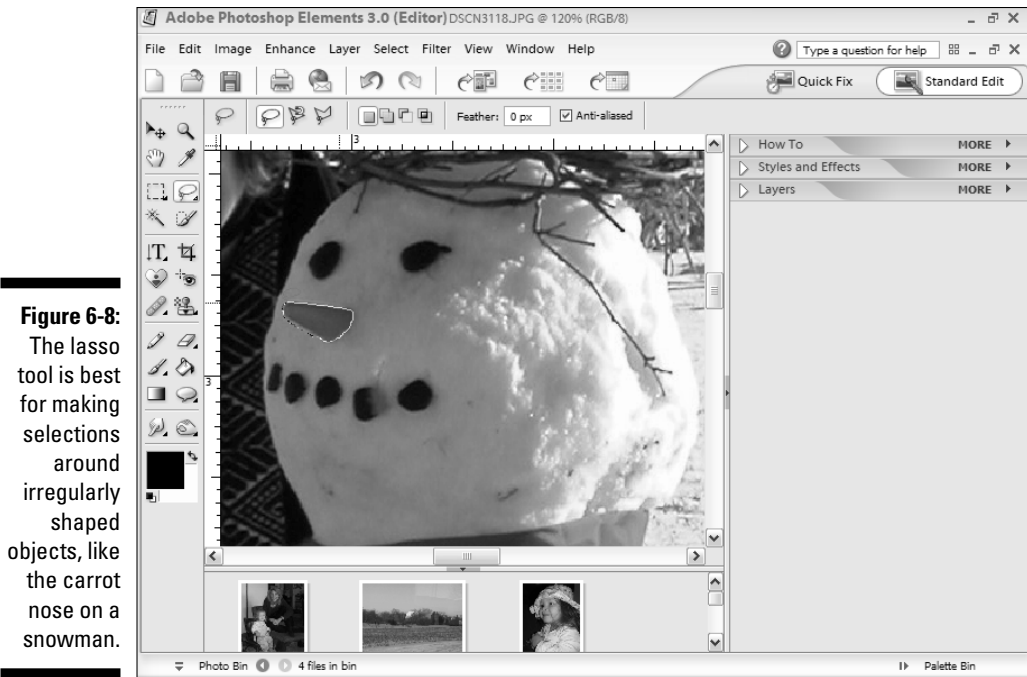 Adobe Photoshop Elements 3.0 (Editor) DSCN3118.JPG @ 120% (RGB/8)
File Edit Image Enhance Layer Select Filter View Window Help
Type a question for help
Quick Fix
Standard Edit
Feather: 0 px
Anti-aliased
3
How To MORE
Styles and Effects MORE
Layers MORE
T
3
Figure 6-8:
The lasso
tool is best
for making
selections
around
irregularly
shaped
objects, like
the carrot
nose on a
snowman.
Photo Bin
4 files in bin
Palette Bin